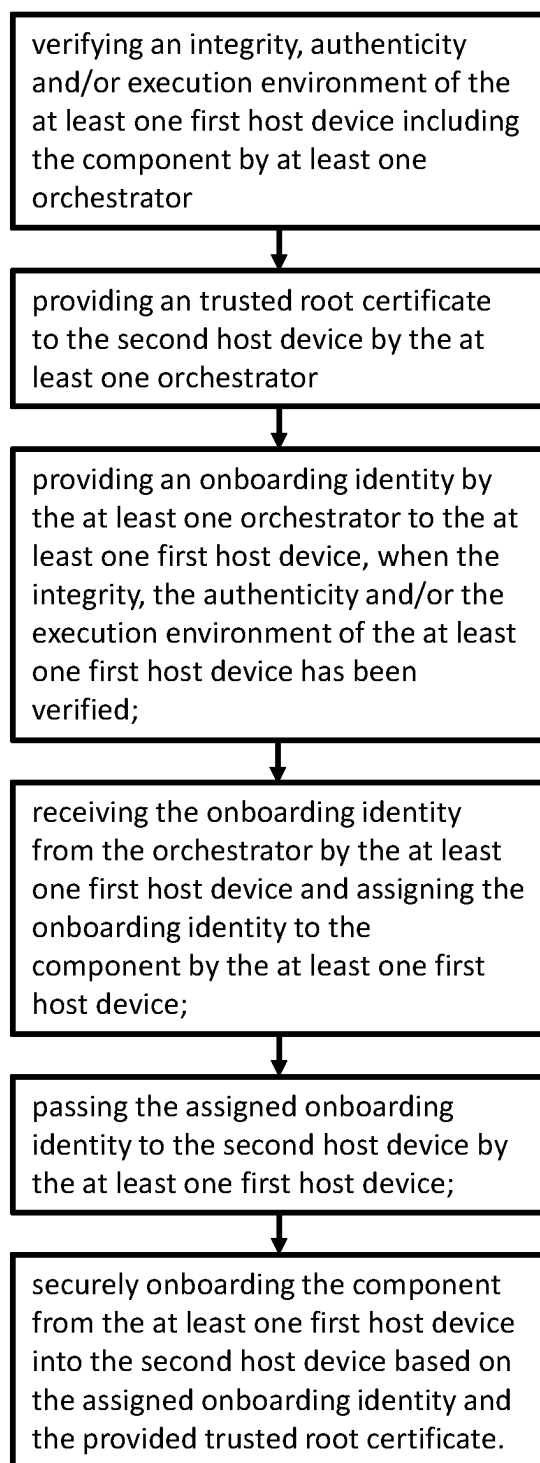 verifying an integrity, authenticity
and/or execution environment of the
at least one first host device including
the component by at least one
orchestrator
providing an trusted root certificate
to the second host device by the at
least one orchestrator
providing an onboarding identity by
the at least one orchestrator to the at
least one first host device, when the
integrity, the authenticity and/or the
execution environment of the at least
one first host device has been
verified;
receiving the onboarding identity
from the orchestrator by the at least
one first host device and assigning the
onboarding identity to the
component by the at least one first
host device;
passing the assigned onboarding
identity to the second host device by
the at least one first host device;
securely onboarding the component
from the at least one first host device
into the second host device based on
the assigned onboarding identity and
the provided trusted root certificate.